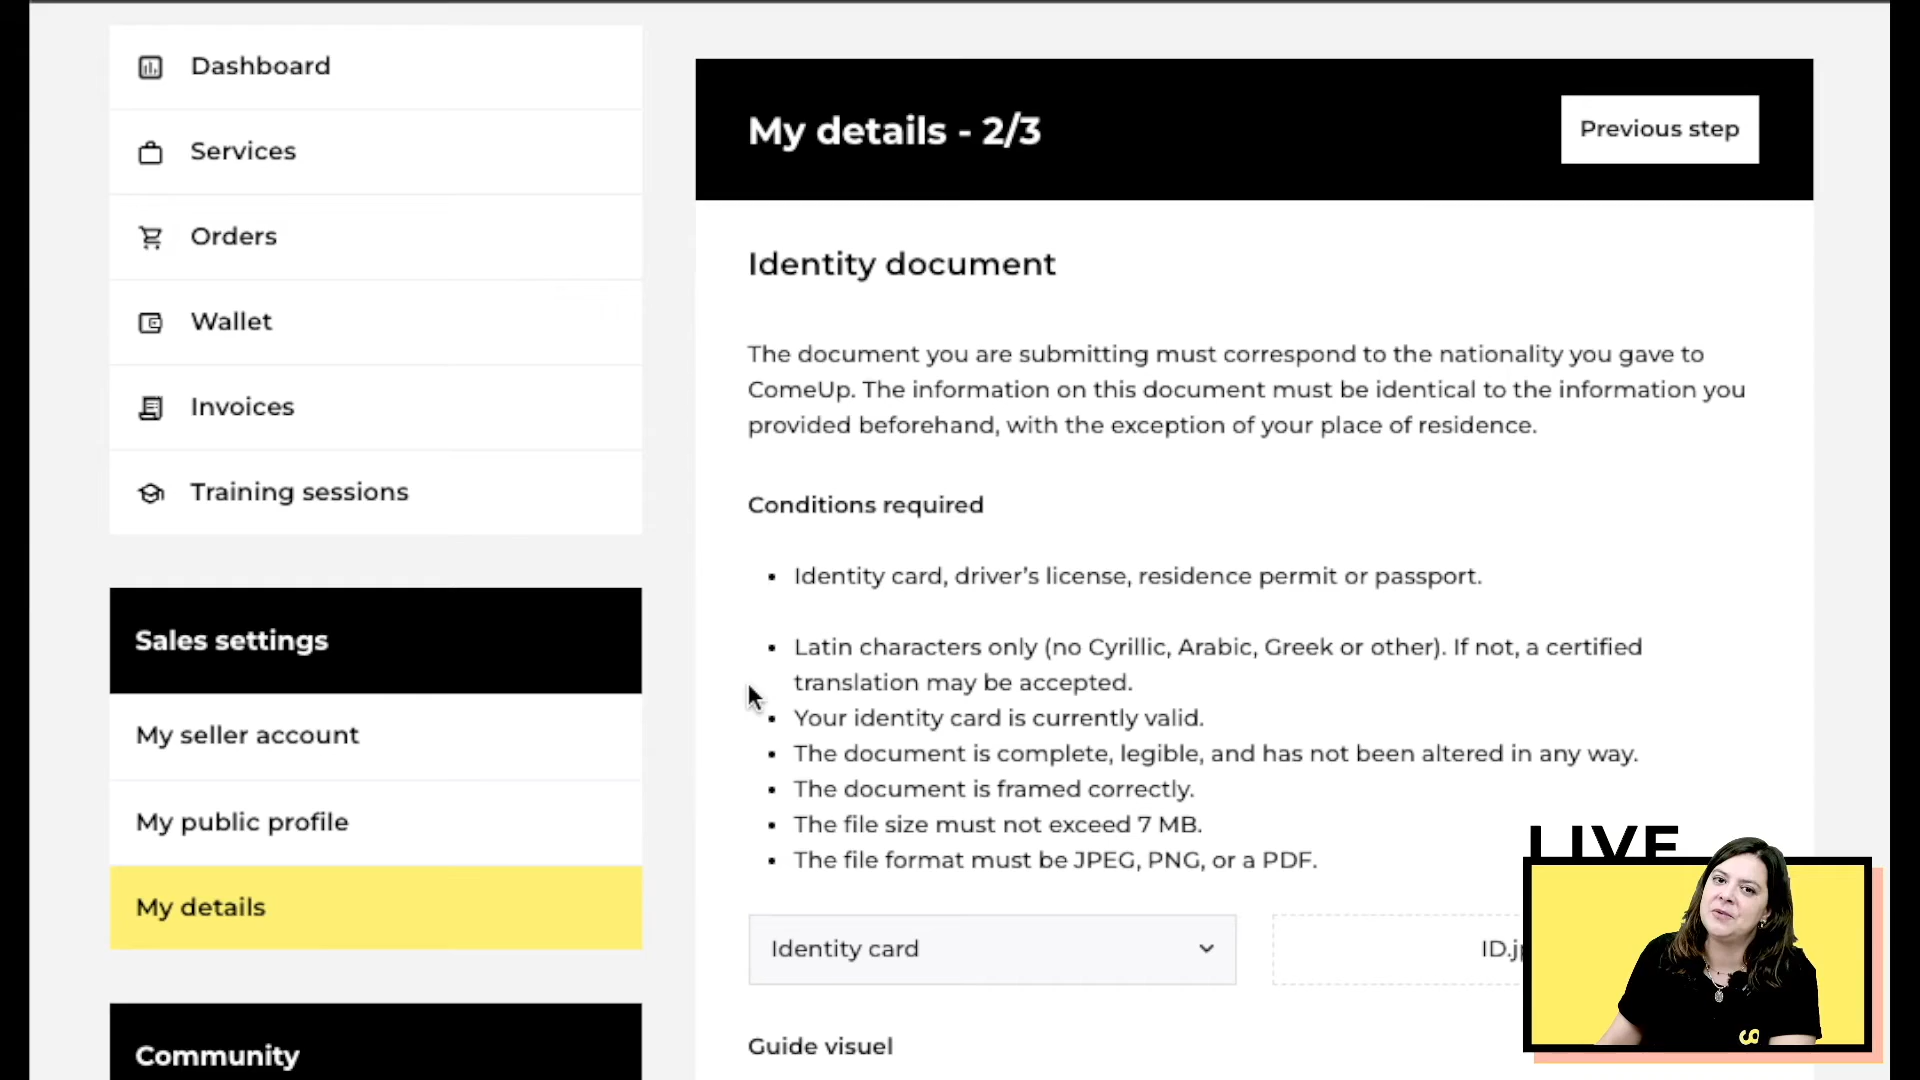 Dashboard
Services
Orders
Wallet
Invoices
Training sessions
Sales settings
My seller account
My public profile
My details
Community
My details - 2/3
Previous step
Identity document
The document you are submitting must correspond to the nationality you gave to
ComeUp. The information on this document must be identical to the information you
provided beforehand, with the exception of your place of residence.
Conditions required
• Identity card, driver’s license, residence permit or passport.
• Latin characters only (no Cyrillic, Arabic, Greek or other). If not, a certified
translation may be accepted.
• Your identity card is currently valid.
• The document is complete, legible, and has not been altered in any way.
• The document is framed correctly.
• The file size must not exceed 7 MB.
• The file format must be JPEG, PNG, or a PDF.
Identity card
Guide visuel
LIVE